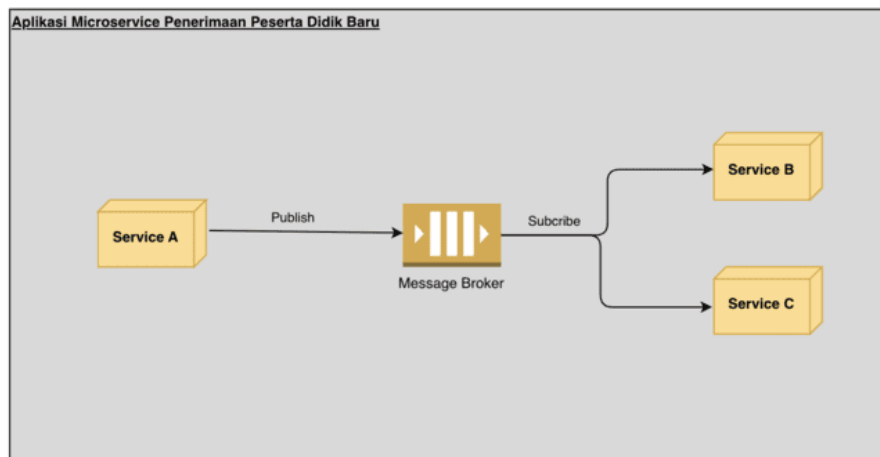 Aplikasi Microservice Penerimaan Peserta Didik Baru
Service B
Publish
Subcribe
Service A
Message Broker
Service C